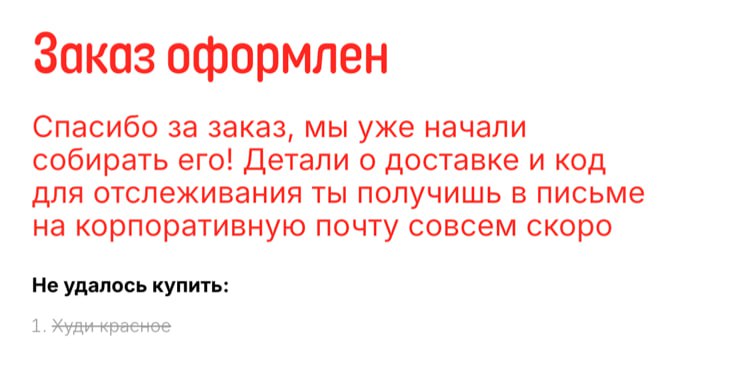 Заказ оформлен
Спасибо за заказ, мы уже начали
собирать его! Детали о доставке и код
для отслеживания ты получишь в письме
на корпоративную почту совсем скоро
Не удалось купить:
1. Худи красное